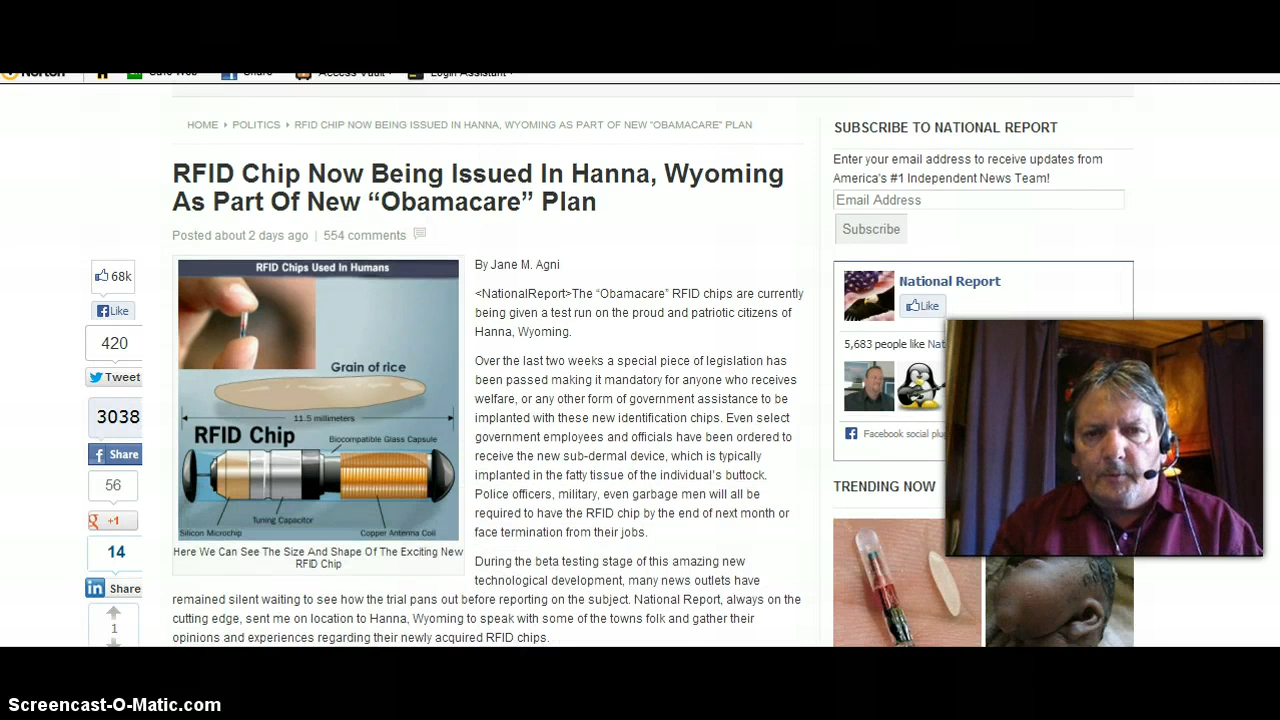 Norton
Safe Web
Share
Access Vault
Login Assistant
HOME POLITICS RFID CHIP NOW BEING ISSUED IN HANNA, WYOMING AS PART OF NEW "OBAMACARE" PLAN
RFID Chip Now Being Issued In Hanna, Wyoming
As Part Of New “Obamacare” Plan
Posted about 2 days ago | 554 comments
68k
Like
420
Tweet
3038
Share
56
+1
14
in Share
1
RFID Chips Used In Humans
Grain of rice
11.5 millimeters
RFID Chip
Biocompatible Glass Capsule
Tuning Capacitor
Silicon Microchip
Copper Antenna Coil
Here We Can See The Size And Shape Of The Exciting New
RFID Chip
By Jane M. Agni
<NationalReport>The “Obamacare” RFID chips are currently
being given a test run on the proud and patriotic citizens of
Hanna, Wyoming.
Over the last two weeks a special piece of legislation has
been passed making it mandatory for anyone who receives
welfare, or any other form of government assistance to be
implanted with these new identification chips. Even select
government employees and officials have been ordered to
receive the new sub-dermal device, which is typically
implanted in the fatty tissue of the individual’s buttock.
Police officers, military, even garbage men will all be
required to have the RFID chip by the end of next month or
face termination from their jobs.
During the beta testing stage of this amazing new
technological development, many news outlets have
remained silent waiting to see how the trial pans out before reporting on the subject. National Report, always on the
cutting edge, sent me on location to Hanna, Wyoming to speak with some of the towns folk and gather their
opinions and experiences regarding their newly acquired RFID chips.
SUBSCRIBE TO NATIONAL REPORT
Enter your email address to receive updates from
America's #1 Independent News Team!
Email Address
Subscribe
National Report
Like
5,683 people like Nat
Facebook social plu
TRENDING NOW
Screencast-O-Matic.com